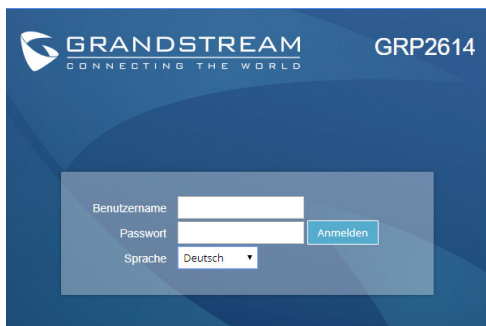 GRANDSTREAM
CONNECTING THE WORLD
GRP2614
Benutzername
Passwort
Anmelden
Sprache
Deutsch